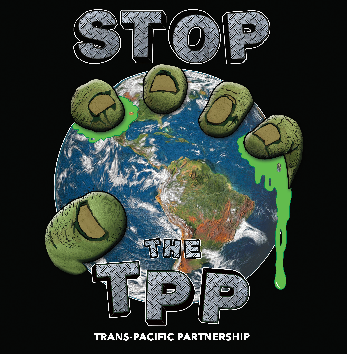 STOP
THE
TPP
TRANS-PACIFIC PARTNERSHIP